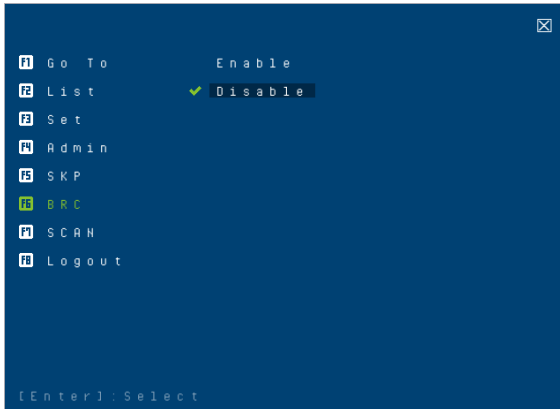 F1 Go To Enable
F2 List Disable
F3 Set
F4 Admin
F5 SKP
F6 BRC
F7 SCAN
F8 Logout
[Enter]:Select